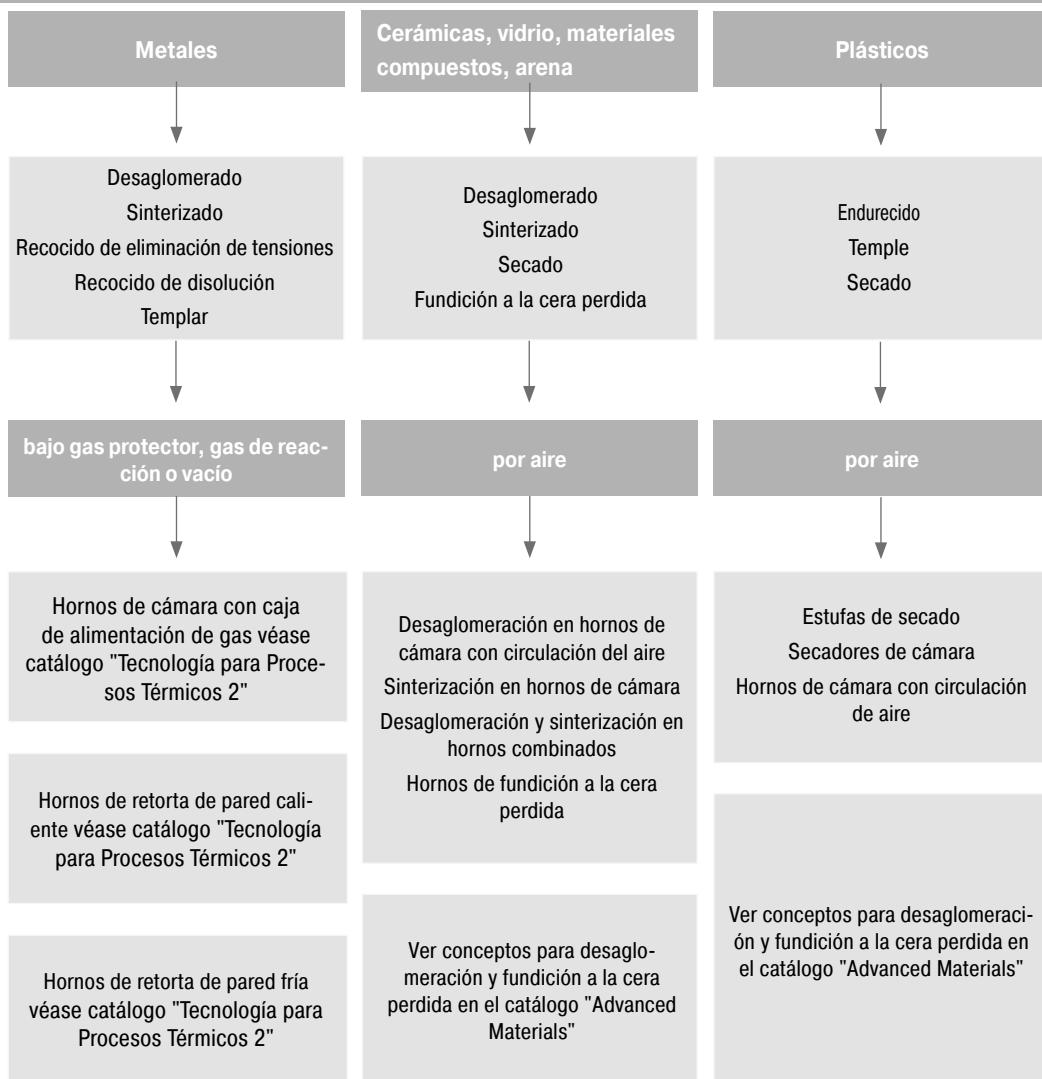 Metales
Desaglomerado
Sinterizado
Recocido de eliminación de tensiones
Recocido de disolución
Templar
bajo gas protector, gas de reac-
ción o vacío
Hornos de cámara con caja
de alimentación de gas véase
catálogo "Tecnología para Proce-
sos Térmicos 2"
Hornos de retorta de pared cali-
ente véase catálogo "Tecnología
para Procesos Térmicos 2"
Hornos de retorta de pared fría
véase catálogo "Tecnología para
Procesos Térmicos 2"
Cerámicas, vidrio, materiales
compuestos, arena
Desaglomerado
Sinterizado
Secado
Fundición a la cera perdida
por aire
Desaglomeración en hornos de
cámara con circulación del aire
Sinterización en hornos de cámara
Desaglomeración y sinterización en
hornos combinados
Hornos de fundición a la cera
perdida
Ver conceptos para desaglo-
meración y fundición a la cera
perdida en el catálogo "Advanced
Materials"
Plásticos
Endurecido
Temple
Secado
por aire
Estufas de secado
Secadores de cámara
Hornos de cámara con circulación
de aire
Ver conceptos para desaglomeraci-
ón y fundición a la cera perdida en
el catálogo "Advanced Materials"